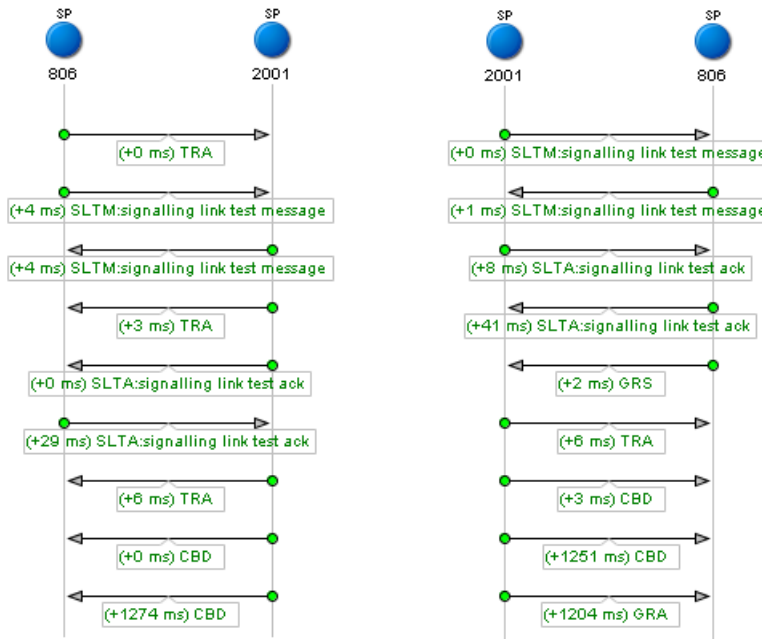 SP
SP
806
2001
(+0 ms) TRA
(+4 ms) SLTM:signalling link test message
(+4 ms) SLTM:signalling link test message
(+3 ms) TRA
(+0 ms) SLTA:signalling link test ack
(+29 ms) SLTA:signalling link test ack
(+6 ms) TRA
(+0 ms) CBD
(+1274 ms) CBD
SP
SP
2001
806
(+0 ms) SLTM:signalling link test message
(+1 ms) SLTM:signalling link test message
(+8 ms) SLTA:signalling link test ack
(+41 ms) SLTA:signalling link test ack
(+2 ms) GRS
(+6 ms) TRA
(+3 ms) CBD
(+1251 ms) CBD
(+1204 ms) GRA